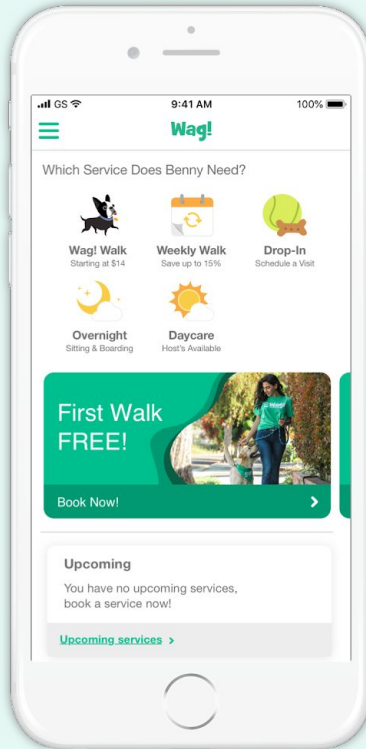 GS 9:41 AM 100%
Wag!
Which Service Does Benny Need?
Wag! Walk Weekly Walk Drop-In
Starting at $14 Save up to 15% Schedule a Visit
Overnight Daycare
Sitting & Boarding Host's Available
First Walk
FREE!
Book Now!
Upcoming
You have no upcoming services,
book a service now!
Upcoming services >